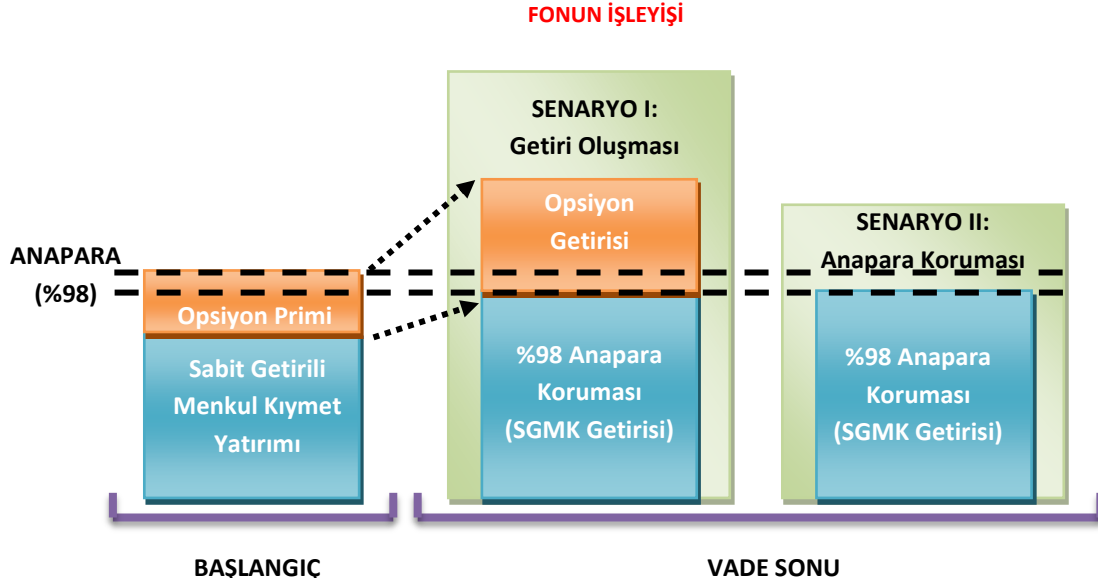 FONUN İŞLEYİŞİ
ANAPARA
(%98)
Opsiyon Primi
Sabit Getirili
Menkul Kıymet
Yatırımı
SENARYO I:
Getiri Oluşması
Opsiyon
Getirisi
%98 Anapara
Koruması
(SGMK Getirisi)
SENARYO II:
Anapara Koruması
%98 Anapara
Koruması
(SGMK Getirisi)
BAŞLANGIÇ
VADE SONU